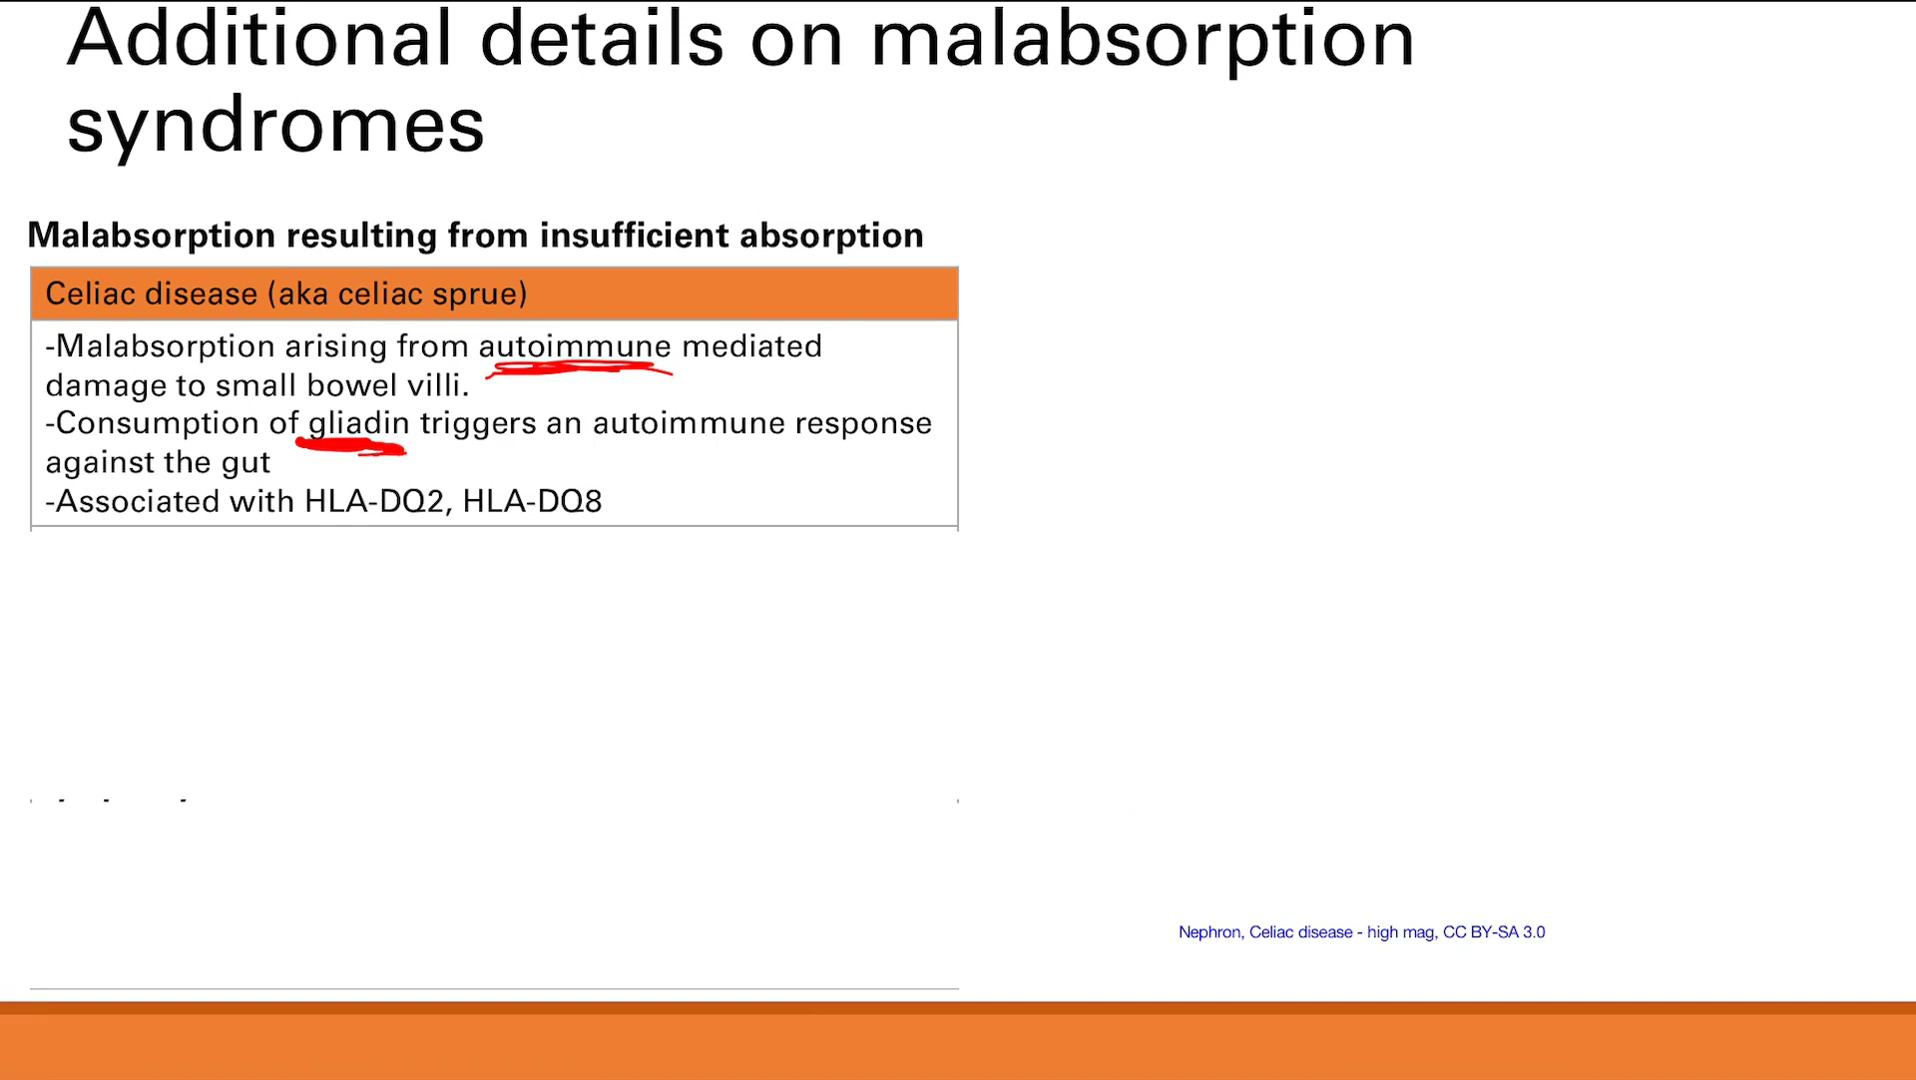 Additional details on malabsorption
syndromes
Malabsorption resulting from insufficient absorption
Celiac disease (aka celiac sprue)
-Malabsorption arising from autoimmune mediated
damage to small bowel villi.
-Consumption of gliadin triggers an autoimmune response
against the gut
-Associated with HLA-DQ2, HLA-DQ8
Nephron, Celiac disease - high mag, CC BY-SA 3.0